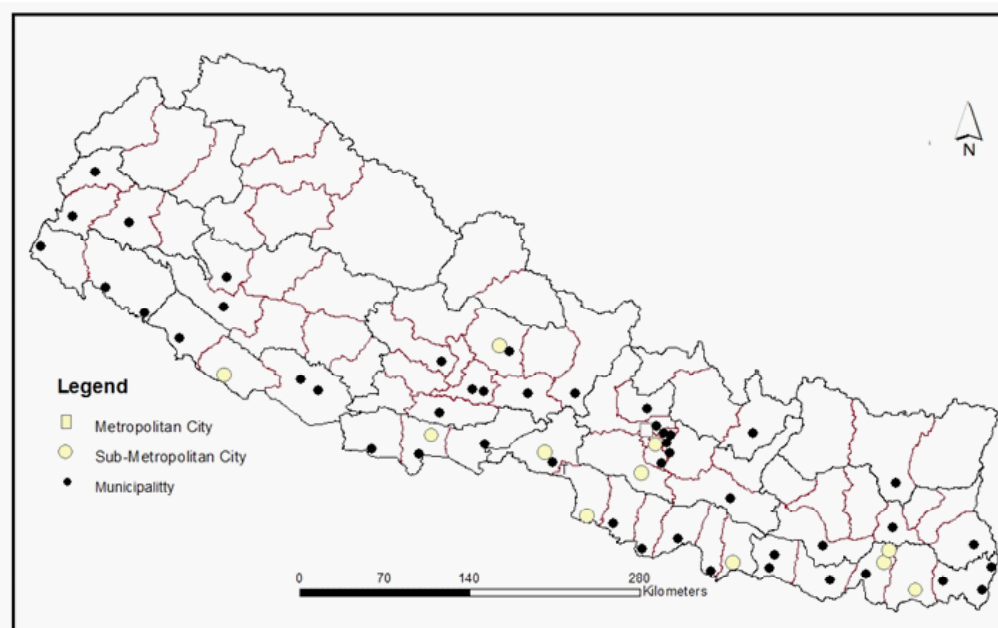 N
Legend
Metropolitan City
Sub-Metropolitan City
Municipalitty
0 70 140 280
Kilometers